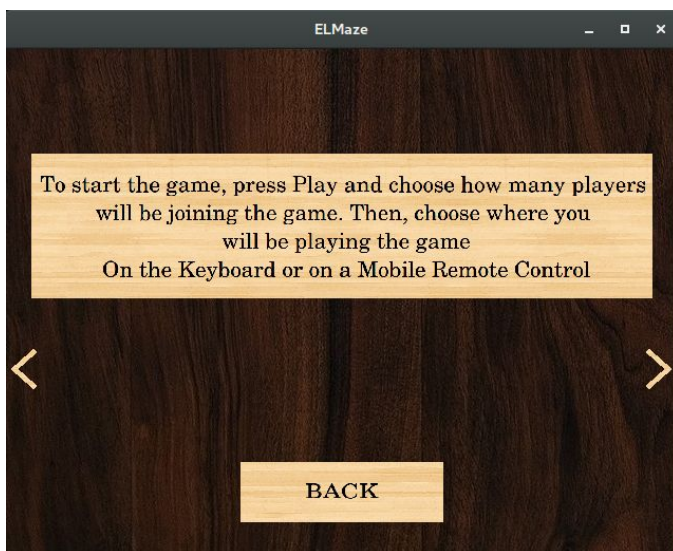 ELMaze
To start the game, press Play and choose how many players
will be joining the game. Then, choose where you
will be playing the game
On the Keyboard or on a Mobile Remote Control
BACK